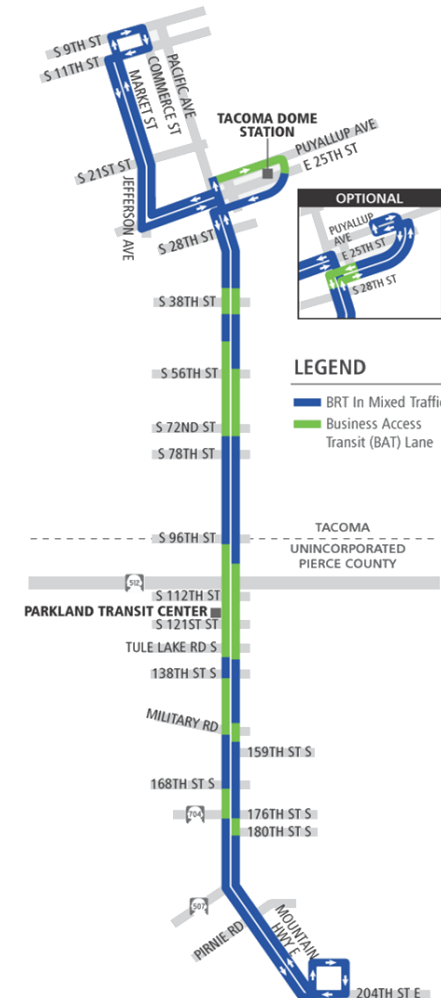 S 9TH ST
S 11TH ST
PACIFIC AVE
COMMERCE ST
MARKET ST
TACOMA DOME
STATION
PUYALLUP AVE
E 25TH ST
S 21ST ST
JEFFERSON AVE
S 28TH ST
OPTIONAL
PUYALLUP
AVE
E 25TH ST
S 28TH ST
S 38TH ST
S 56TH ST
LEGEND
BRT In Mixed Traffic
Business Access
Transit (BAT) Lane
S 72ND ST
S 78TH ST
S 96TH ST
TACOMA
UNINCORPORATED
PIERCE COUNTY
512
S 112TH ST
PARKLAND TRANSIT CENTER
S 121ST ST
TULE LAKE RD S
138TH ST S
MILITARY RD
159TH ST S
168TH ST S
704
176TH ST S
180TH ST S
507
PIRNIE RD
MOUNTAIN
HWY E
204TH ST E